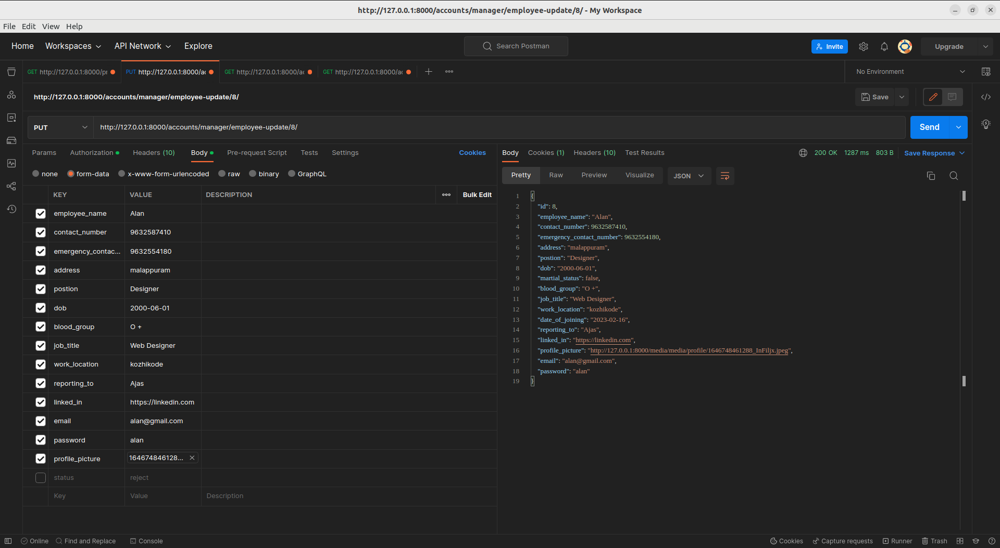 http://127.0.0.1:8000/accounts/manager/employee-update/8/ - My Workspace
File Edit View Help
Home Workspaces API Network Explore Search Postman Invite Upgrade
GET http://127.0.0.1:8000/pr PUT http://127.0.0.1:8000/ac GET http://127.0.0.1:8000/ac GET http://127.0.0.1:8000/ac No Environment
http://127.0.0.1:8000/accounts/manager/employee-update/8/ Save
PUT http://127.0.0.1:8000/accounts/manager/employee-update/8/ Send
Params Authorization Headers (10) Body Pre-request Script Tests Settings Cookies
none form-data x-www-form-urlencoded raw binary GraphQL
KEY VALUE DESCRIPTION Bulk Edit
employee_name Alan
contact_number 9632587410
emergency_contac... 9632554180
address malappuram
postion Designer
dob 2000-06-01
blood_group O +
job_title Web Designer
work_location kozhikode
reporting_to Ajas
linked_in https://linkedin.com
email alan@gmail.com
password alan
profile_picture 164674846128...
status reject
Key Value Description
Body Cookies (1) Headers (10) Test Results 200 OK 1287 ms 803 B Save Response
Pretty Raw Preview Visualize JSON
1 {
2 "id": 8,
3 "employee_name": "Alan",
4 "contact_number": 9632587410,
5 "emergency_contact_number": 9632554180,
6 "address": "malappuram",
7 "postion": "Designer",
8 "dob": "2000-06-01",
9 "martial_status": false,
10 "blood_group": "O +",
11 "job_title": "Web Designer",
12 "work_location": "kozhikode",
13 "date_of_joining": "2023-02-16",
14 "reporting_to": "Ajas",
15 "linked_in": "https://linkedin.com",
16 "profile_picture": "http://127.0.0.1:8000/media/media/profile/1646748461288_InFiljx.jpeg",
17 "email": "alan@gmail.com",
18 "password": "alan"
19 }
Online Find and Replace Console Cookies Capture requests Runner Trash